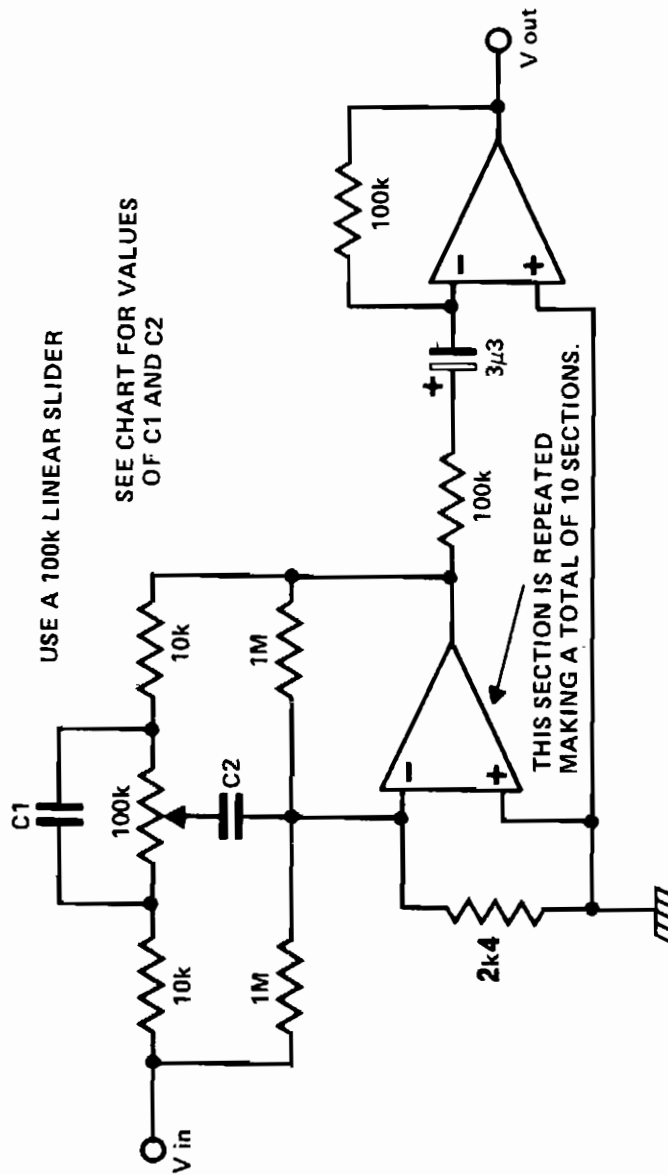 USE A 100k LINEAR SLIDER
SEE CHART FOR VALUES
OF C1 AND C2
C1
10k
100k
10k
C2
1M
1M
V in
2k4
−
+
100k
+
3µ3
100k
−
+
V out
THIS SECTION IS REPEATED
MAKING A TOTAL OF 10 SECTIONS.